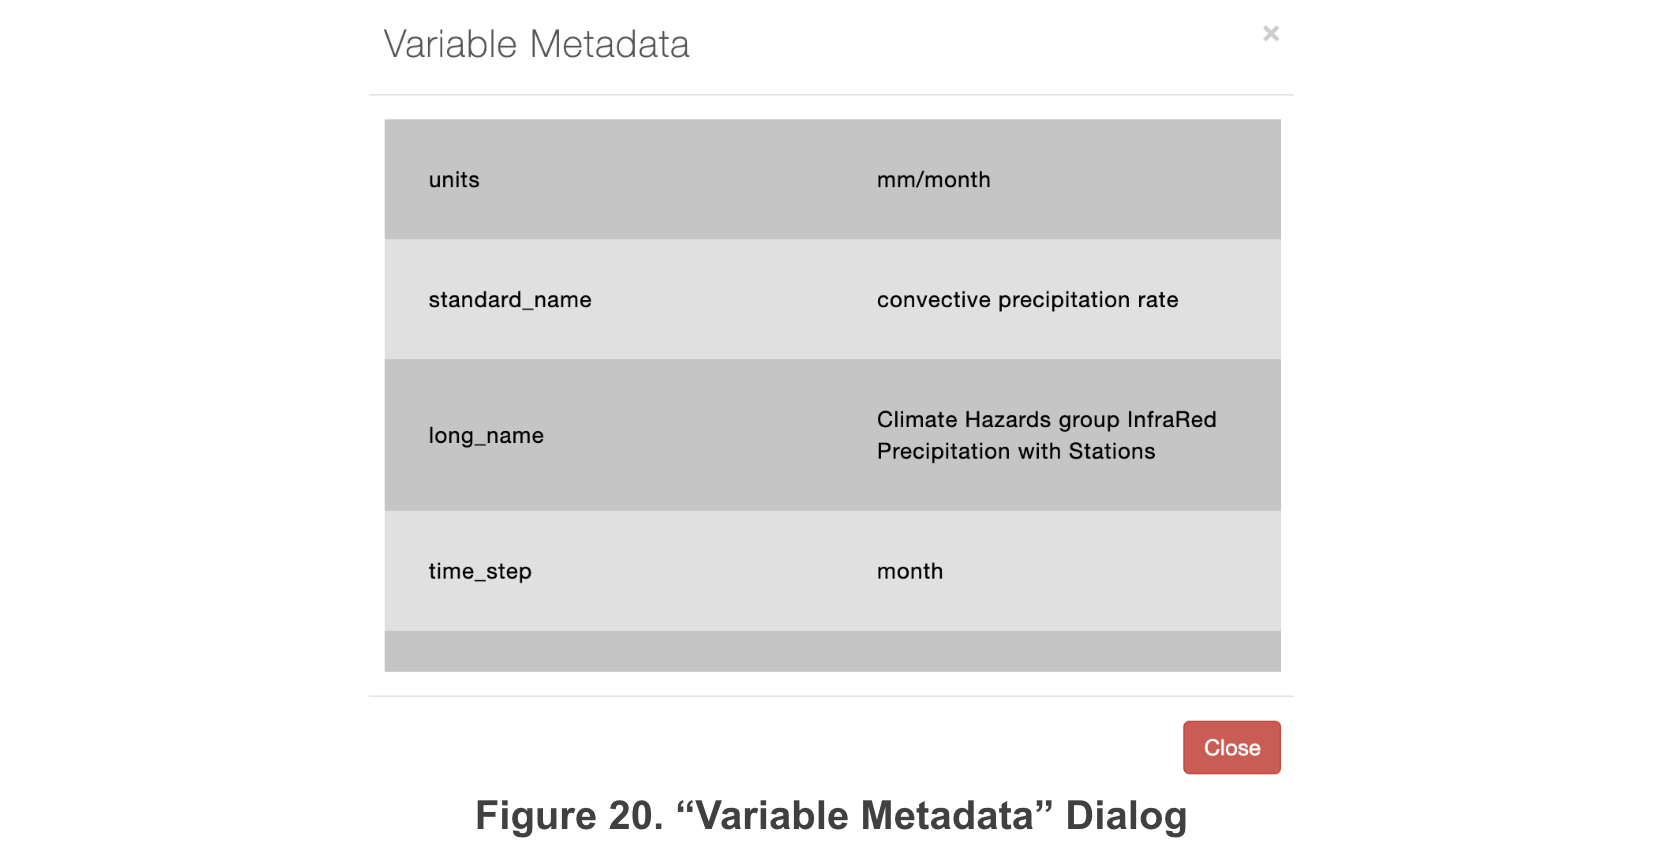 Variable Metadata ×
units mm/month
standard_name convective precipitation rate
long_name Climate Hazards group InfraRed
Precipitation with Stations
time_step month
Close
Figure 20. “Variable Metadata” Dialog